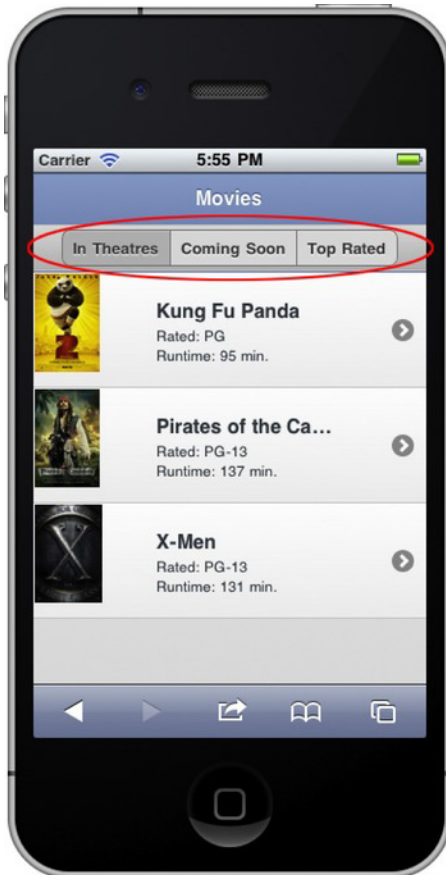 Carrier 5:55 PM
Movies
In Theatres Coming Soon Top Rated
2
Kung Fu Panda
Rated: PG
Runtime: 95 min.
Pirates of the Ca...
Rated: PG-13
Runtime: 137 min.
X
X-Men
Rated: PG-13
Runtime: 131 min.